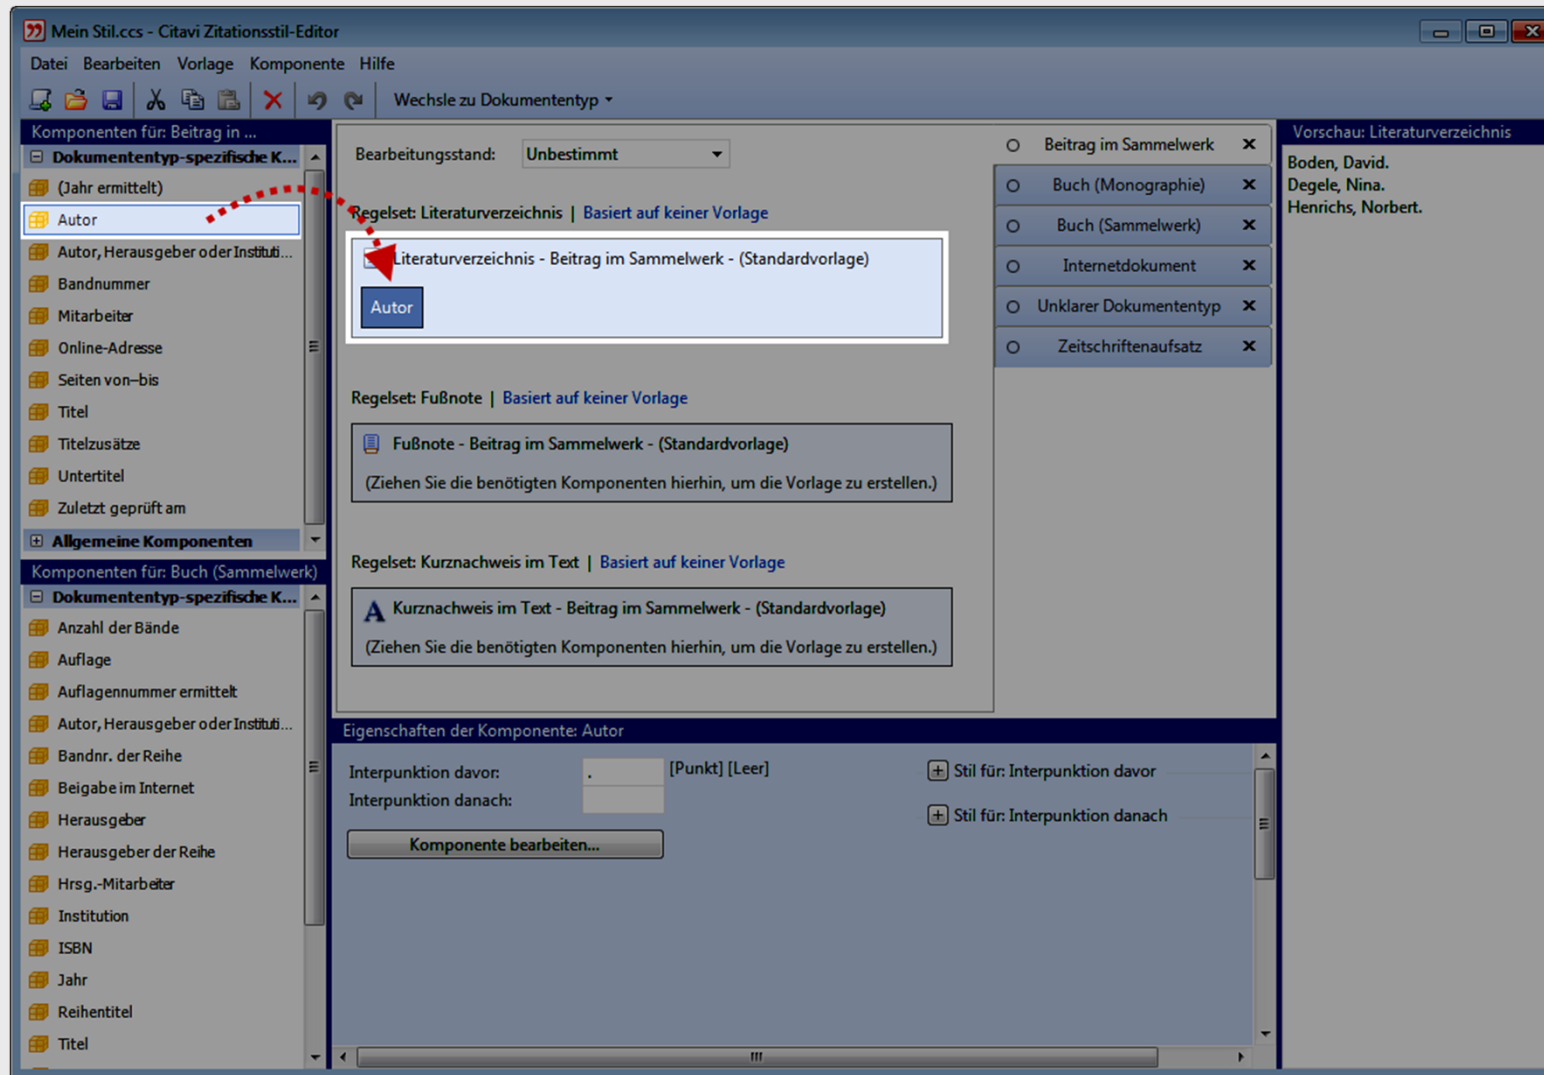 Mein Stil.ccs - Citavi Zitationsstil-Editor
Datei Bearbeiten Vorlage Komponente Hilfe
Wechsle zu Dokumententyp
Komponenten für: Beitrag in ...
Dokumententyp-spezifische K...
(Jahr ermittelt)
Autor
Autor, Herausgeber oder Instituti...
Bandnummer
Mitarbeiter
Online-Adresse
Seiten von–bis
Titel
Titelzusätze
Untertitel
Zuletzt geprüft am
Allgemeine Komponenten
Komponenten für: Buch (Sammelwerk)
Dokumententyp-spezifische K...
Anzahl der Bände
Auflage
Auflagennummer ermittelt
Autor, Herausgeber oder Instituti...
Bandnr. der Reihe
Beigabe im Internet
Herausgeber
Herausgeber der Reihe
Hrsg.-Mitarbeiter
Institution
ISBN
Jahr
Reihentitel
Titel
Bearbeitungsstand: Unbestimmt
Regelset: Literaturverzeichnis | Basiert auf keiner Vorlage
Literaturverzeichnis - Beitrag im Sammelwerk - (Standardvorlage)
Autor
Regelset: Fußnote | Basiert auf keiner Vorlage
Fußnote - Beitrag im Sammelwerk - (Standardvorlage)
(Ziehen Sie die benötigten Komponenten hierhin, um die Vorlage zu erstellen.)
Regelset: Kurznachweis im Text | Basiert auf keiner Vorlage
A Kurznachweis im Text - Beitrag im Sammelwerk - (Standardvorlage)
(Ziehen Sie die benötigten Komponenten hierhin, um die Vorlage zu erstellen.)
Beitrag im Sammelwerk
Buch (Monographie)
Buch (Sammelwerk)
Internetdokument
Unklarer Dokumententyp
Zeitschriftenaufsatz
Eigenschaften der Komponente: Autor
Interpunktion davor: . [Punkt] [Leer]
Interpunktion danach:
Komponente bearbeiten...
Stil für: Interpunktion davor
Stil für: Interpunktion danach
Vorschau: Literaturverzeichnis
Boden, David.
Degele, Nina.
Henrichs, Norbert.